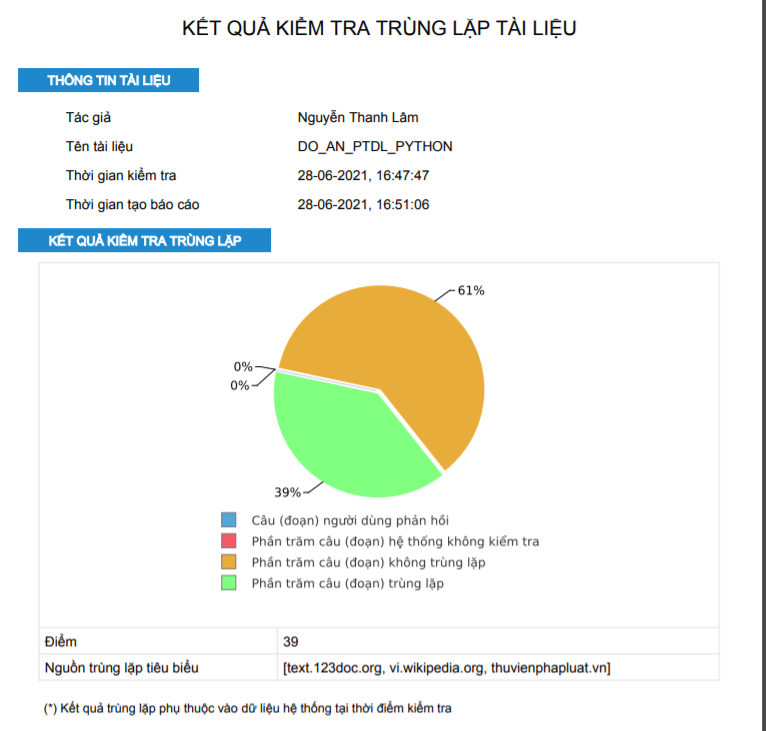 KẾT QUẢ KIỂM TRA TRÙNG LẶP TÀI LIỆU
THÔNG TIN TÀI LIỆU
Tác giả Nguyễn Thanh Lâm
Tên tài liệu DO_AN_PTDL_PYTHON
Thời gian kiểm tra 28-06-2021, 16:47:47
Thời gian tạo báo cáo 28-06-2021, 16:51:06
KẾT QUẢ KIỂM TRA TRÙNG LẶP
61%
0%
0%
39%
Câu (đoạn) người dùng phản hồi
Phần trăm câu (đoạn) hệ thống không kiểm tra
Phần trăm câu (đoạn) không trùng lặp
Phần trăm câu (đoạn) trùng lặp
Điểm 39
Nguồn trùng lặp tiêu biểu [text.123doc.org, vi.wikipedia.org, thuvienphapluat.vn]
(*) Kết quả trùng lặp phụ thuộc vào dữ liệu hệ thống tại thời điểm kiểm tra